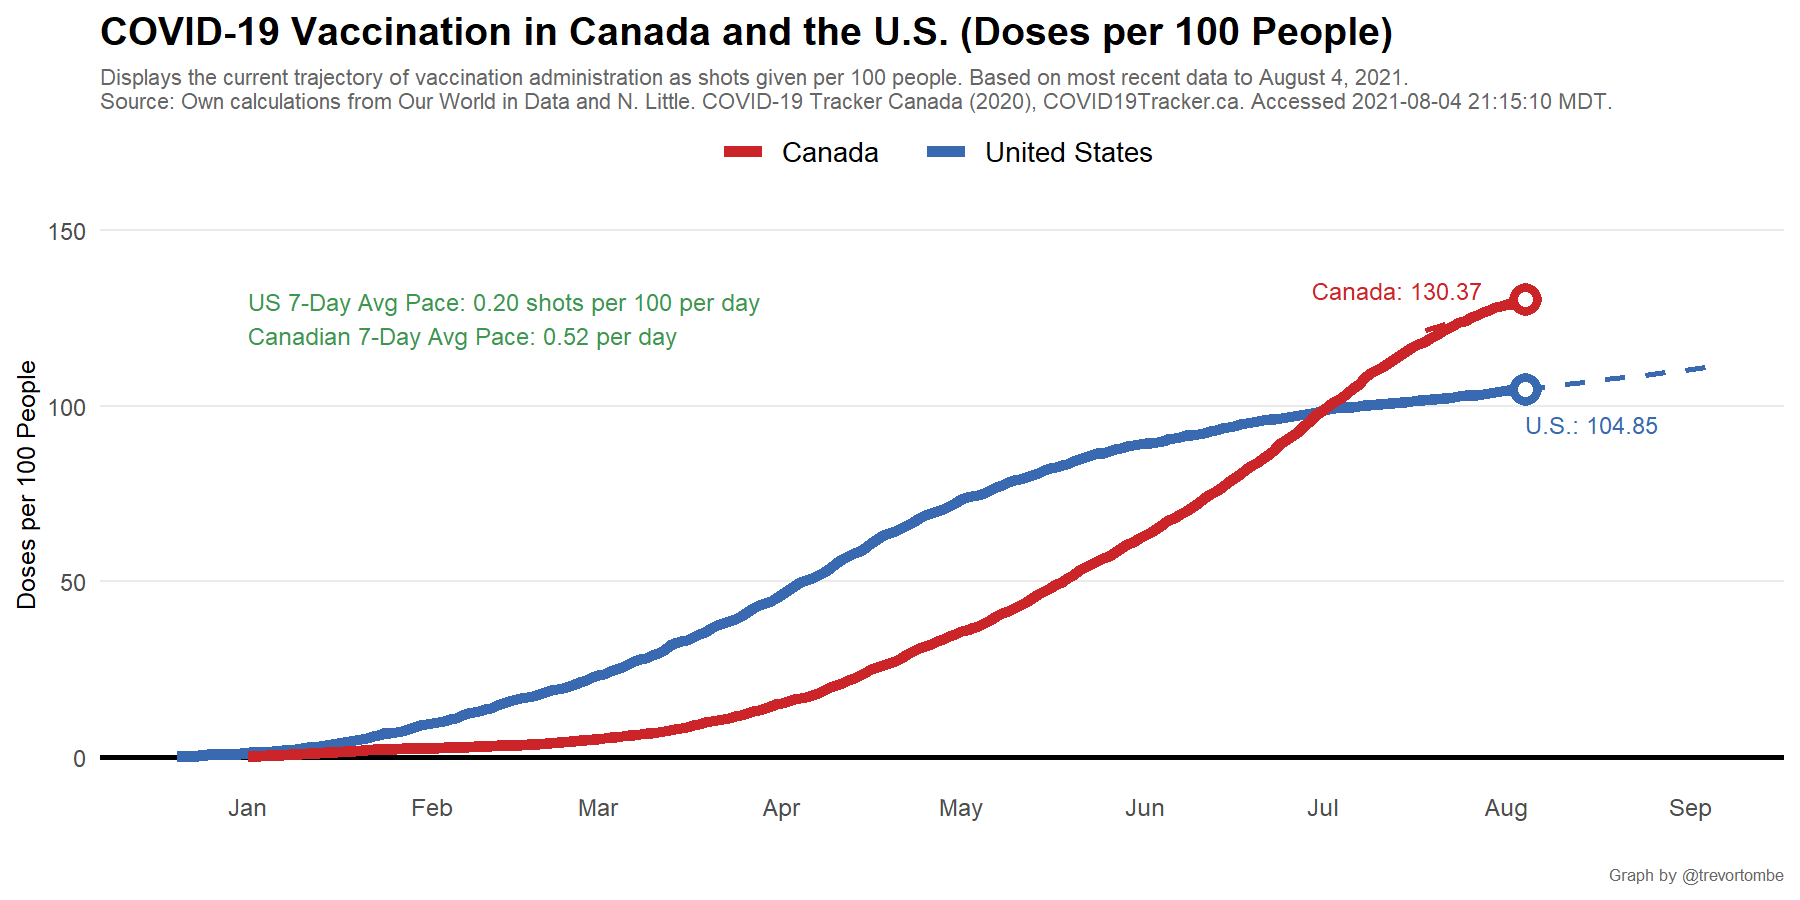 COVID-19 Vaccination in Canada and the U.S. (Doses per 100 People)
Displays the current trajectory of vaccination administration as shots given per 100 people. Based on most recent data to August 4, 2021.
Source: Own calculations from Our World in Data and N. Little. COVID-19 Tracker Canada (2020), COVID19Tracker.ca. Accessed 2021-08-04 21:15:10 MDT.
Canada
United States
150
100
50
0
Doses per 100 People
US 7-Day Avg Pace: 0.20 shots per 100 per day
Canadian 7-Day Avg Pace: 0.52 per day
Canada: 130.37
U.S.: 104.85
Jan
Feb
Mar
Apr
May
Jun
Jul
Aug
Sep
Graph by @trevortombe